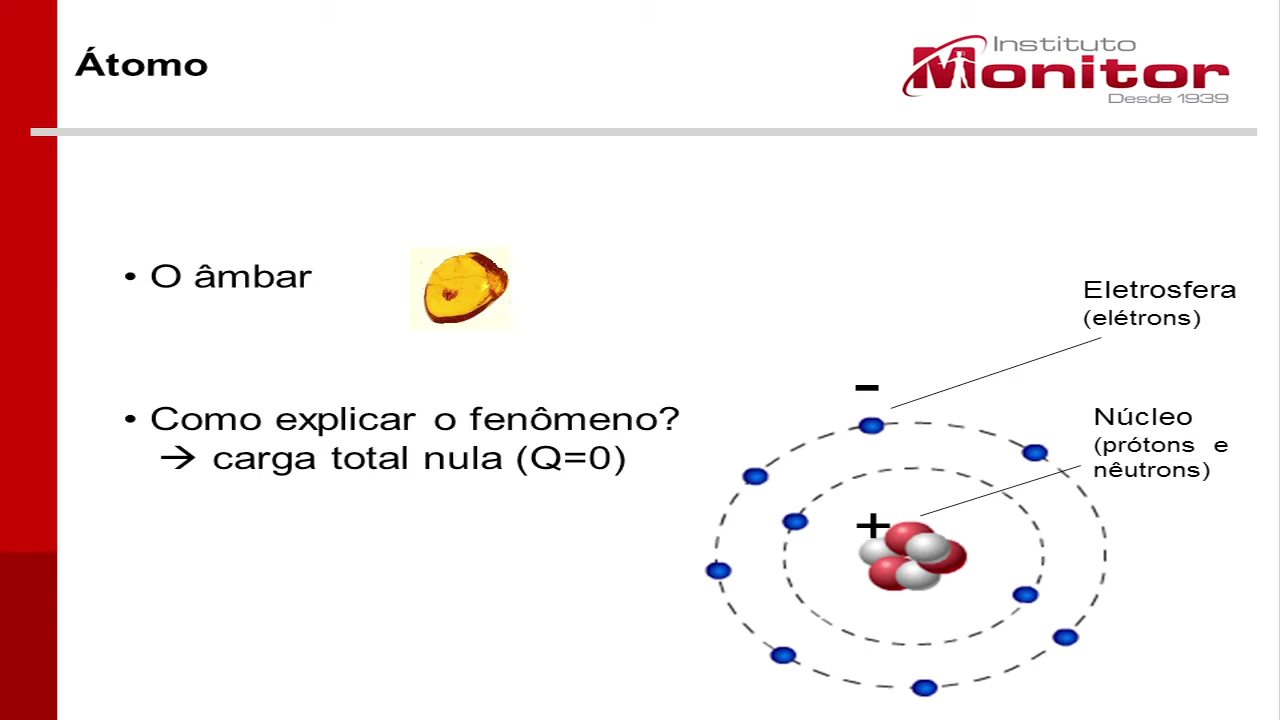 Átomo
Instituto
Monitor
Desde 1939
• O âmbar
• Como explicar o fenômeno?
→ carga total nula (Q=0)
Eletrosfera
(elétrons)
-
Núcleo
(prótons e
nêutrons)
+